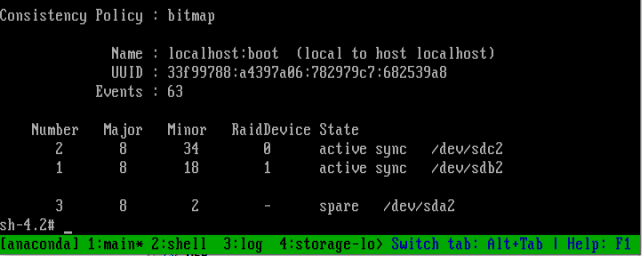 Consistency Policy : bitmap
Name : localhost:boot (local to host localhost)
UUID : 33f99788:a4397a06:782979c7:682539a8
Events : 63
Number Major Minor RaidDevice State
2 8 34 0 active sync /dev/sdc2
1 8 18 1 active sync /dev/sdb2
3 8 2 - spare /dev/sda2
sh-4.2# _
[anaconda] 1:main* 2:shell 3:log 4:storage-lo> Switch tab: Alt+Tab | Help: F1